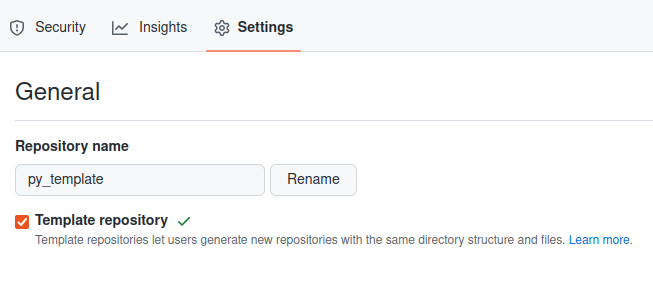 Security Insights Settings
General
Repository name
py_template Rename
Template repository
Template repositories let users generate new repositories with the same directory structure and files. Learn more.